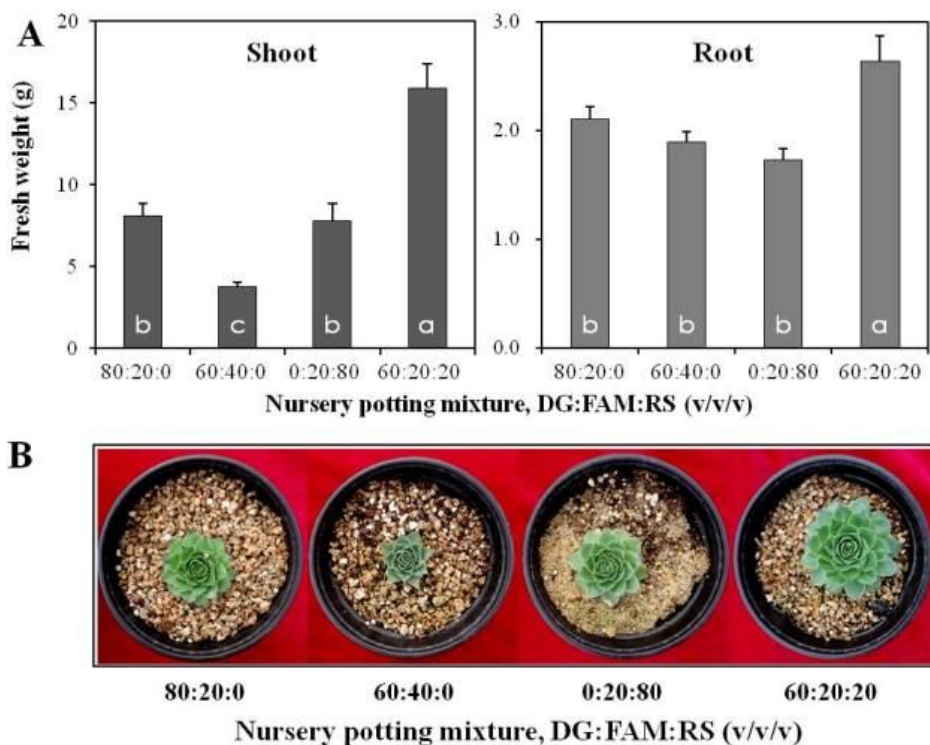 A
Shoot
Root
Fresh weight (g)
20
15
10
5
0
b c b a
80:20:0 60:40:0 0:20:80 60:20:20
3.0
2.0
1.0
0.0
b b b a
80:20:0 60:40:0 0:20:80 60:20:20
Nursery potting mixture, DG:FAM:RS (v/v/v)
B
80:20:0 60:40:0 0:20:80 60:20:20
Nursery potting mixture, DG:FAM:RS (v/v/v)